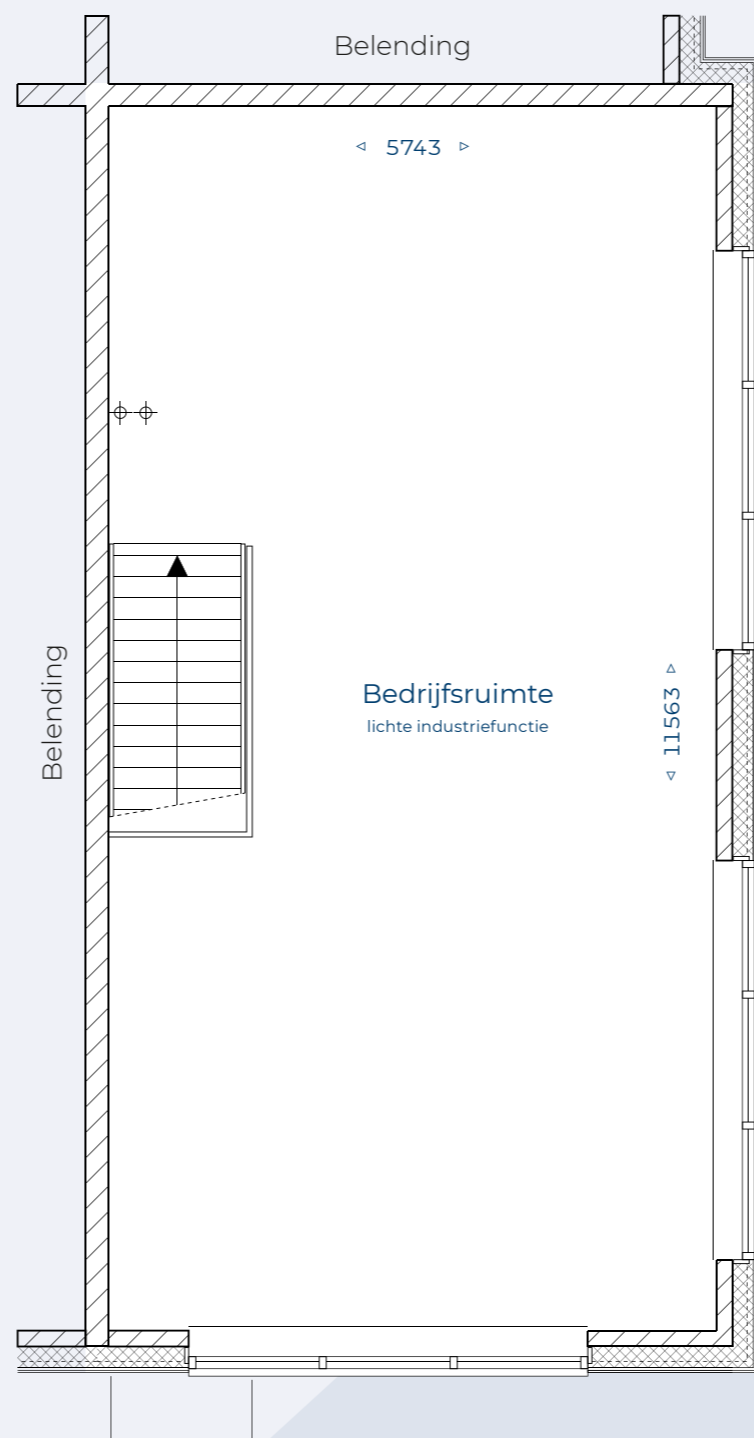 Belending
5743
Belending
Bedrijfsruimte
lichte industriefunctie
11563